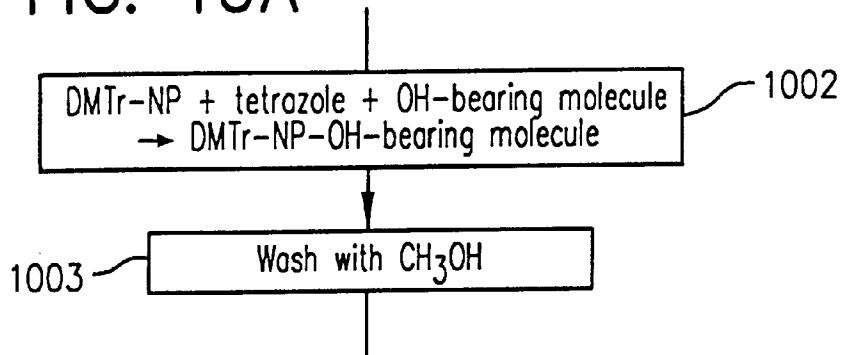 DMTr-NP + tetrazole + OH-bearing molecule
→ DMTr-NP-OH-bearing molecule
1002
Wash with CH₃OH
1003